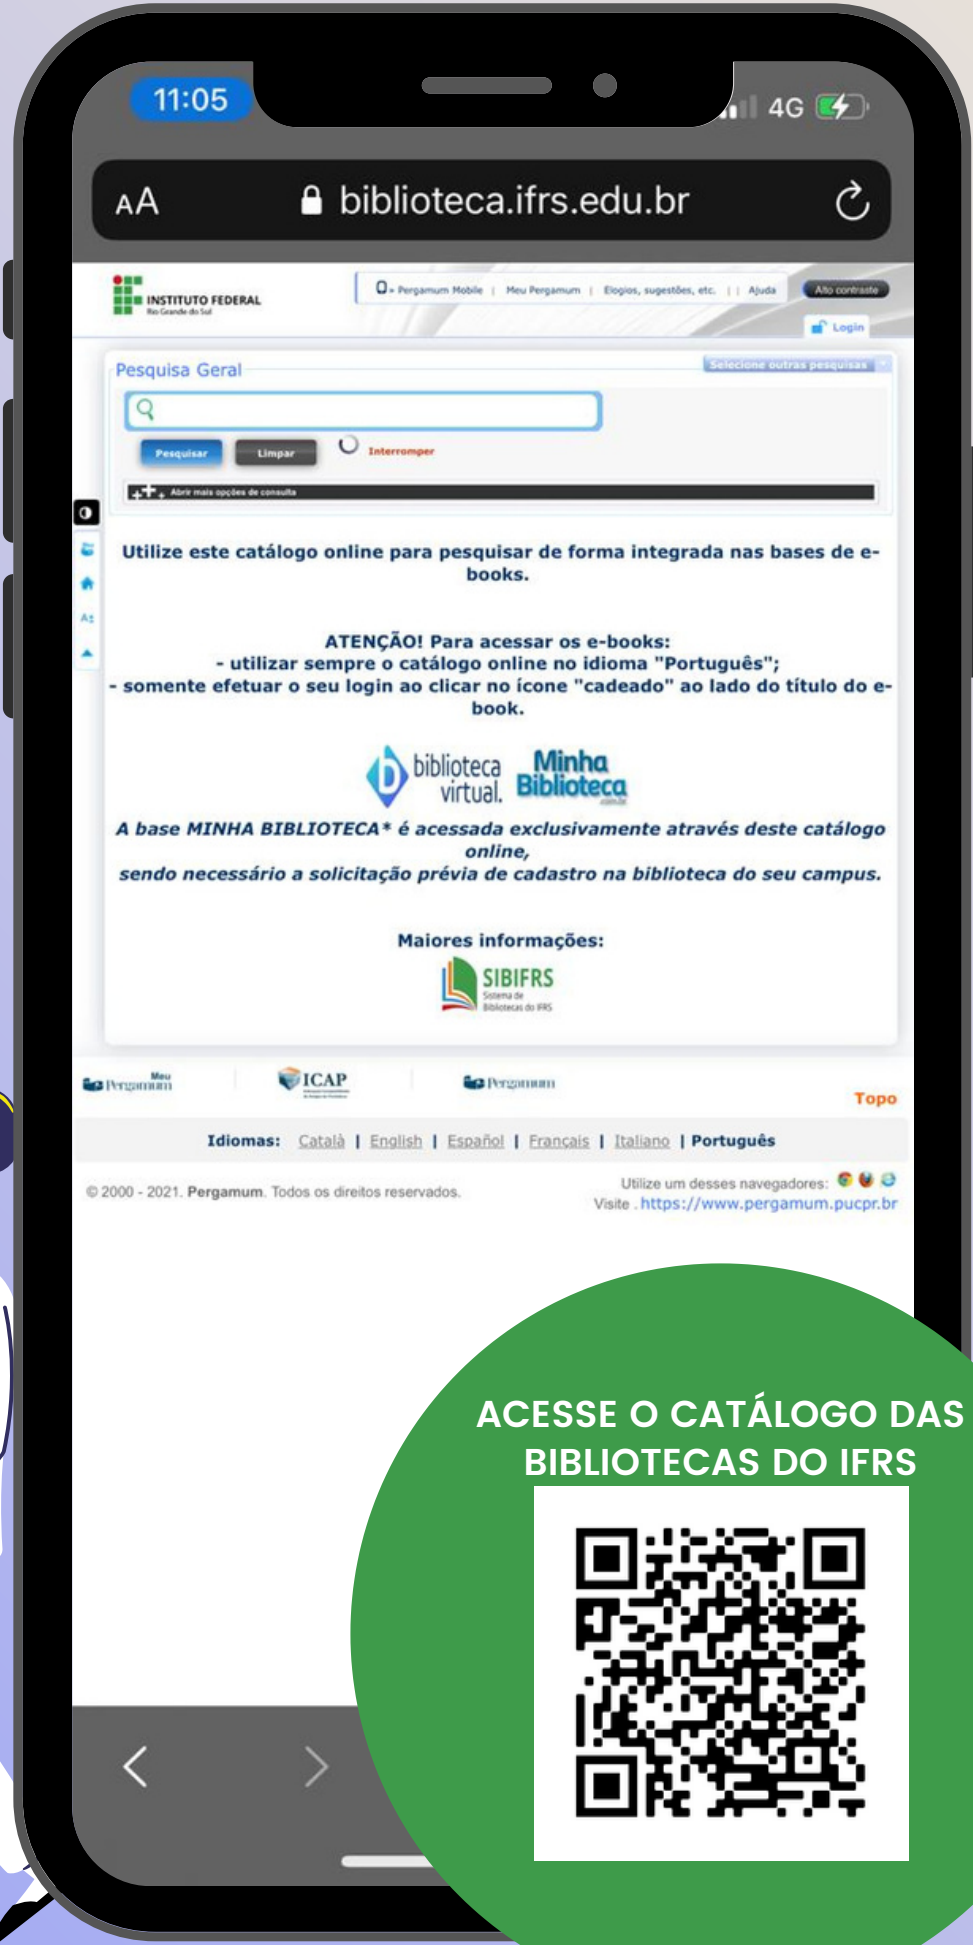 11:05
4G
AA
biblioteca.ifrs.edu.br
INSTITUTO FEDERAL
Rio Grande do Sul
» Pergamum Mobile | Meu Pergamum | Elogios, sugestões, etc. | | Ajuda
Alto contraste
Login
Pesquisa Geral
Selecione outras pesquisas
Pesquisar
Limpar
Interromper
Abrir mais opções de consulta
A±
Utilize este catálogo online para pesquisar de forma integrada nas bases de e-
books.
ATENÇÃO! Para acessar os e-books:
- utilizar sempre o catálogo online no idioma "Português";
- somente efetuar o seu login ao clicar no ícone "cadeado" ao lado do título do e-
book.
biblioteca
virtual.
Minha
Biblioteca
.com.br
A base MINHA BIBLIOTECA* é acessada exclusivamente através deste catálogo
online,
sendo necessário a solicitação prévia de cadastro na biblioteca do seu campus.
Maiores informações:
SIBIFRS
Sistema de
Bibliotecas do IFRS
Meu
Pergamum
ICAP
Pergamum
Topo
Idiomas: Català | English | Español | Français | Italiano | Português
© 2000 - 2021. Pergamum. Todos os direitos reservados.
Utilize um desses navegadores:
Visite . https://www.pergamum.pucpr.br
ACESSE O CATÁLOGO DAS
BIBLIOTECAS DO IFRS